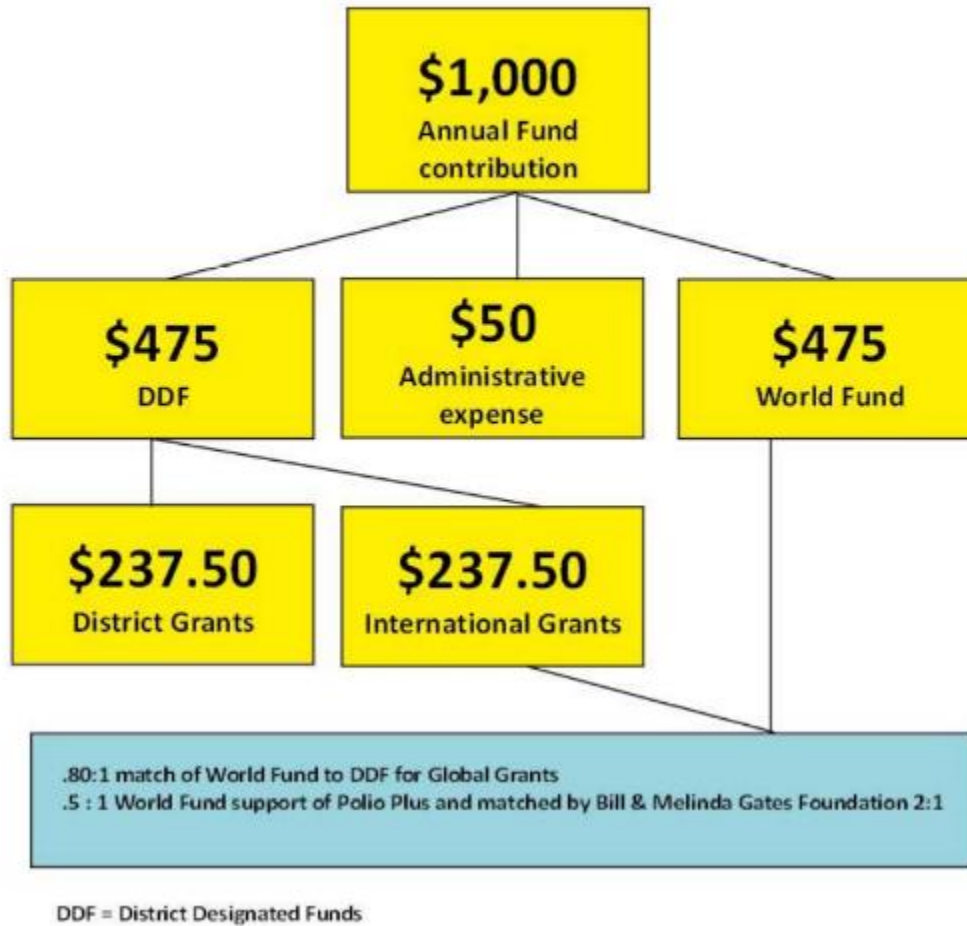 $1,000
Annual Fund
contribution
$475
DDF
$50
Administrative
expense
$475
World Fund
$237.50
District Grants
$237.50
International Grants
.80:1 match of World Fund to DDF for Global Grants
.5 : 1 World Fund support of Polio Plus and matched by Bill & Melinda Gates Foundation 2:1
DDF = District Designated Funds